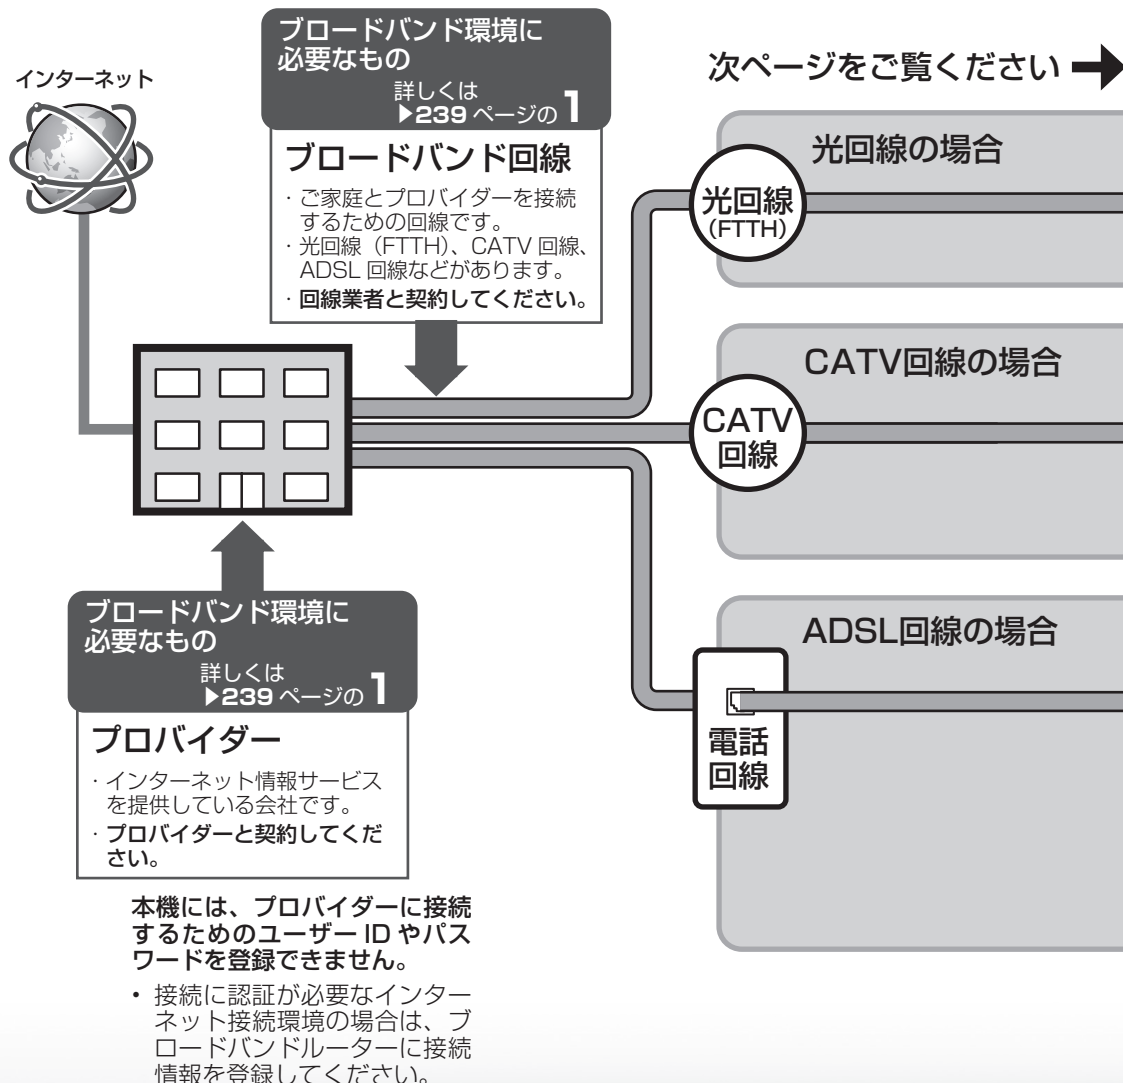 ブロードバンド環境に
必要なもの
詳しくは
▶239 ページの 1
次ページをご覧ください
インターネット
ブロードバンド回線
・ご家庭とプロバイダーを接続
するための回線です。
・光回線（FTTH）、CATV 回線、
ADSL 回線などがあります。
・回線業者と契約してください。
光回線の場合
光回線
(FTTH)
CATV回線の場合
CATV
回線
ブロードバンド環境に
必要なもの
詳しくは
▶239 ページの 1
プロバイダー
・インターネット情報サービス
を提供している会社です。
・プロバイダーと契約してくだ
さい。
ADSL回線の場合
電話
回線
本機には、プロバイダーに接続
するためのユーザー ID やパス
ワードを登録できません。
• 接続に認証が必要なインター
ネット接続環境の場合は、ブ
ロードバンドルーターに接続
情報を登録してください。